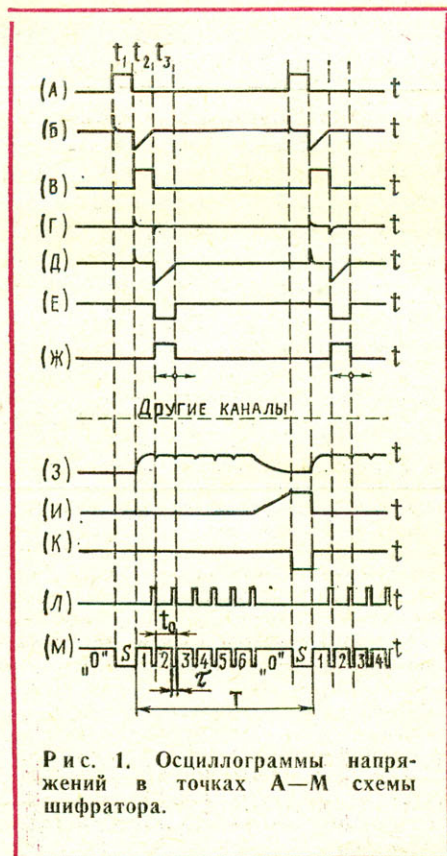 t₁ t₂ t₃
(А) t
(Б) t
(В) t
(Г) t
(Д) t
(Е) t
(Ж) t
Другие каналы
(З) t
(И) t
(К) t
(Л) t
t₀
(М) "0" S 1 2 3 4 5 6 "0" S 1 2 3 4 t
τ
T
Рис. 1. Осциллограммы напря-
жений в точках А—М схемы
шифратора.